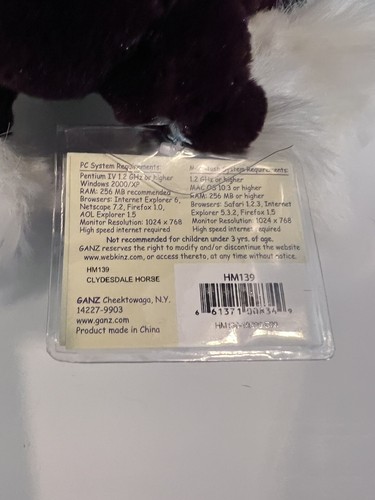 PC System Requirements:
Pentium IV 1.2 GHz or higher
Windows 2000/XP
RAM: 256 MB recommended
Browsers: Internet Explorer 6,
Netscape 7.2, Firefox 1.0,
AOL Explorer 1.5
Monitor Resolution: 1024 x 768
High speed internet required
System Requirements:
1.2 GHz or higher
MAC OS 10.3 or higher
RAM: 256 MB recommended
Browsers: Safari 1.2.3, Internet
Explorer 5.3.2, Firefox 1.5
Monitor Resolution: 1024 x 768
High speed internet required
Not recommended for children under 3 yrs. of age.
GANZ reserves the right to modify and/or discontinue the website
www.webkinz.com, or access thereto, at any time without notice.
HM139
CLYDESDALE HORSE
GANZ Cheektowaga, N.Y.
14227-9903
www.ganz.com
Product made in China
HM139
6 61371
9